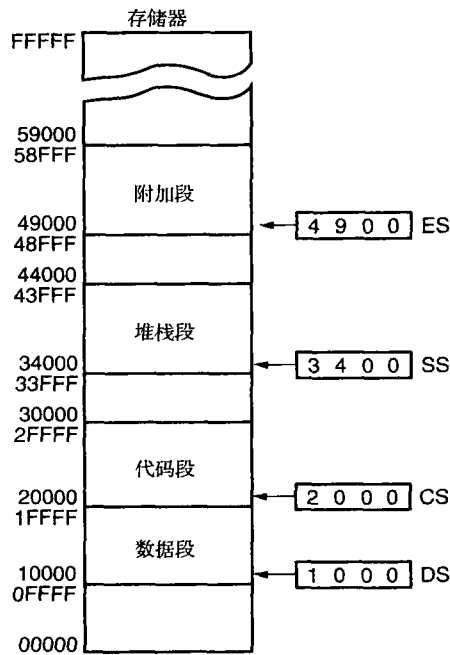 存储器
FFFFF
59000
58FFF
附加段
49000
4 9 0 0 ES
48FFF
44000
43FFF
堆栈段
34000
3 4 0 0 SS
33FFF
30000
2FFFF
代码段
20000
2 0 0 0 CS
1FFFF
数据段
10000
1 0 0 0 DS
0FFFF
00000